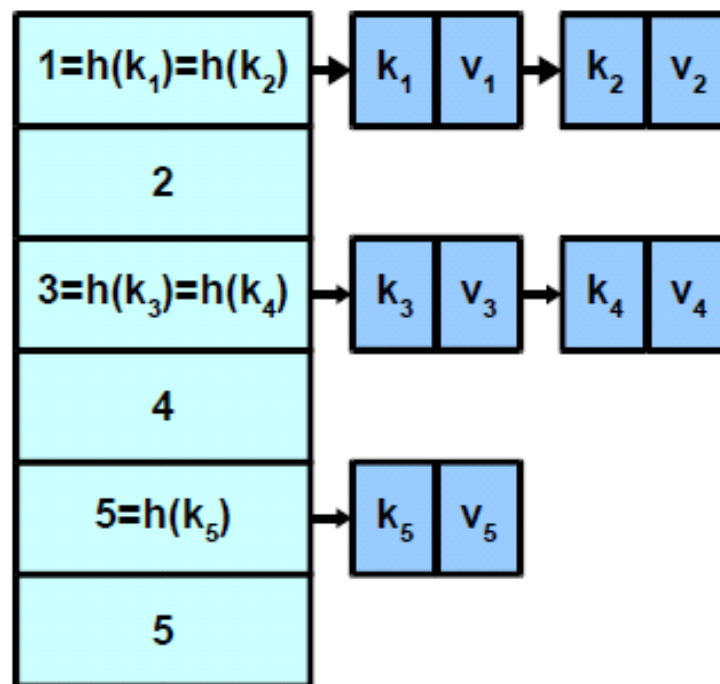 1=h(k₁)=h(k₂) k₁ v₁ k₂ v₂
2
3=h(k₃)=h(k₄) k₃ v₃ k₄ v₄
4
5=h(k₅) k₅ v₅
5